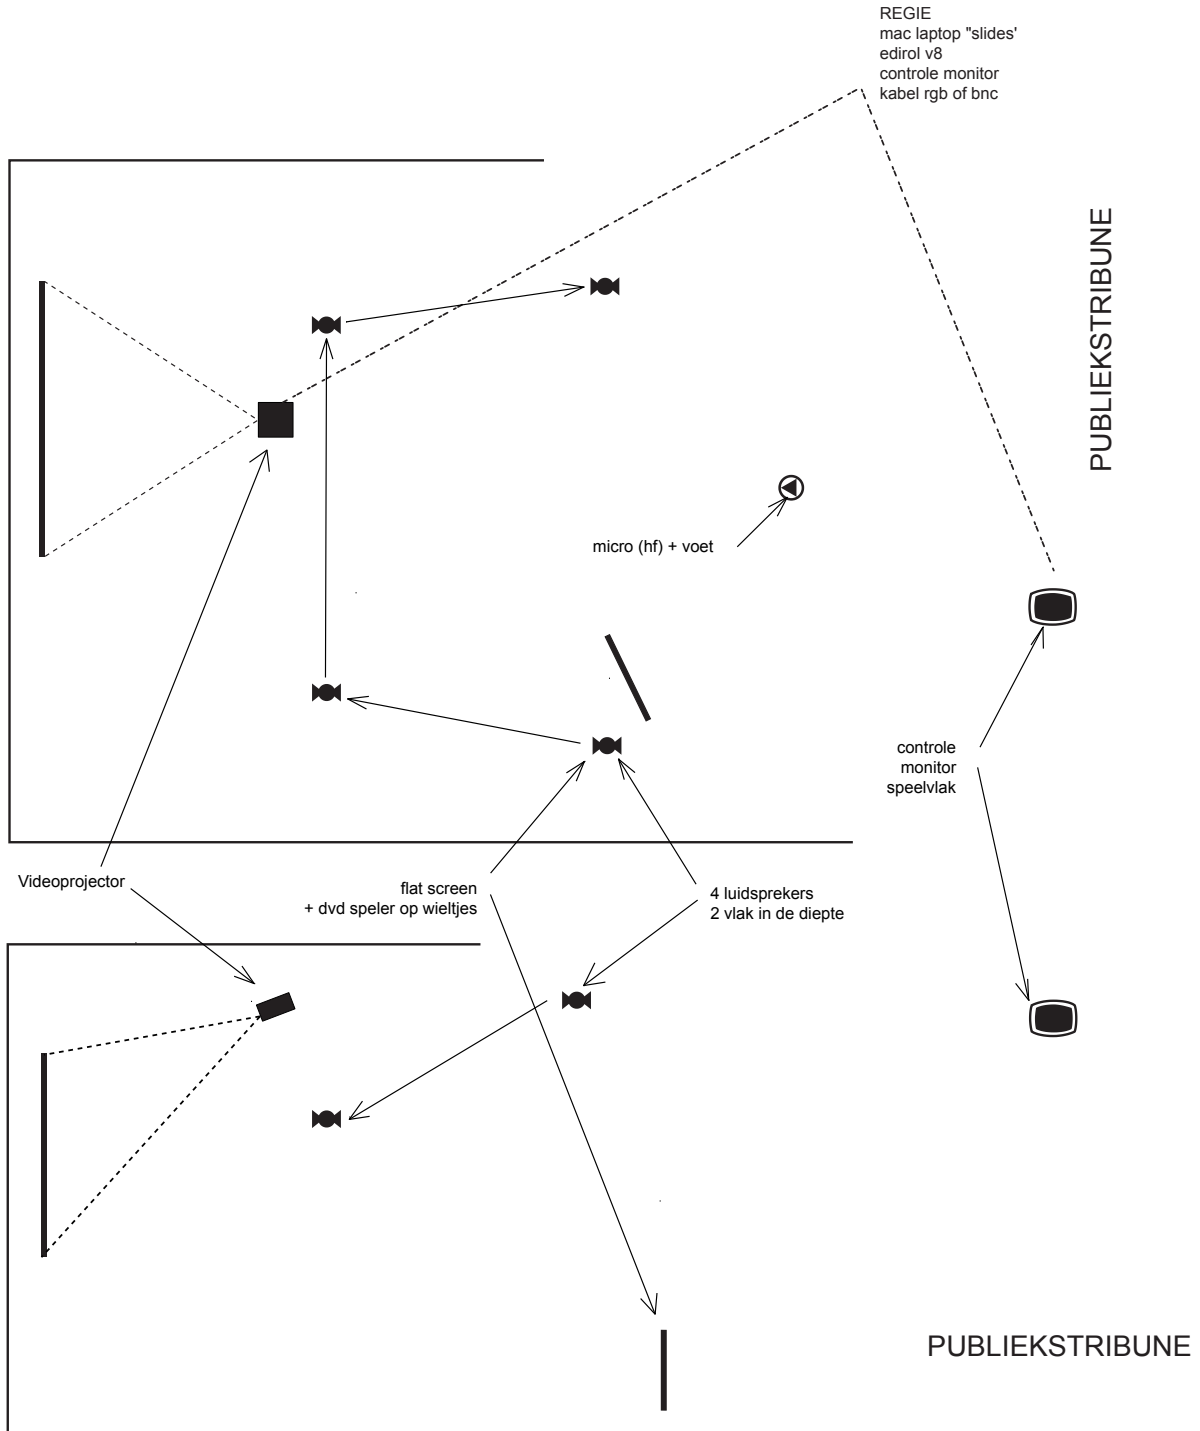 REGIE
mac laptop "slides'
edirol v8
controle monitor
kabel rgb of bnc
PUBLIEKSTRIBUNE
micro (hf) + voet
controle
monitor
speelvlak
Videoprojector
flat screen
+ dvd speler op wieltjes
4 luidsprekers
2 vlak in de diepte
PUBLIEKSTRIBUNE